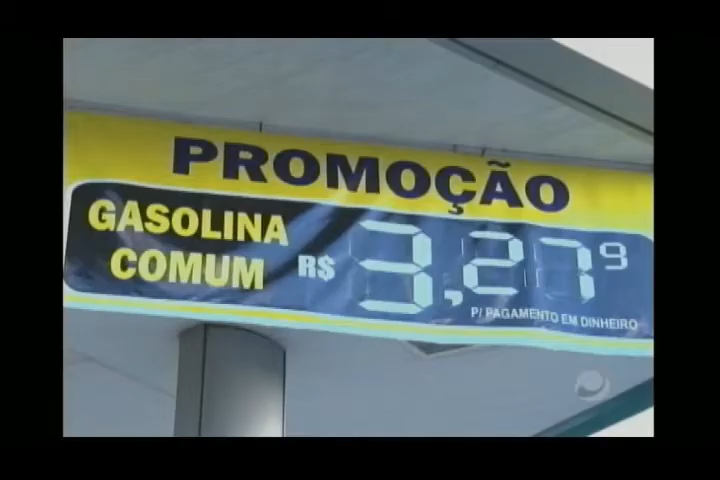 PROMOÇÃO
GASOLINA
COMUM
R$ 3,279
P/ PAGAMENTO EM DINHEIRO